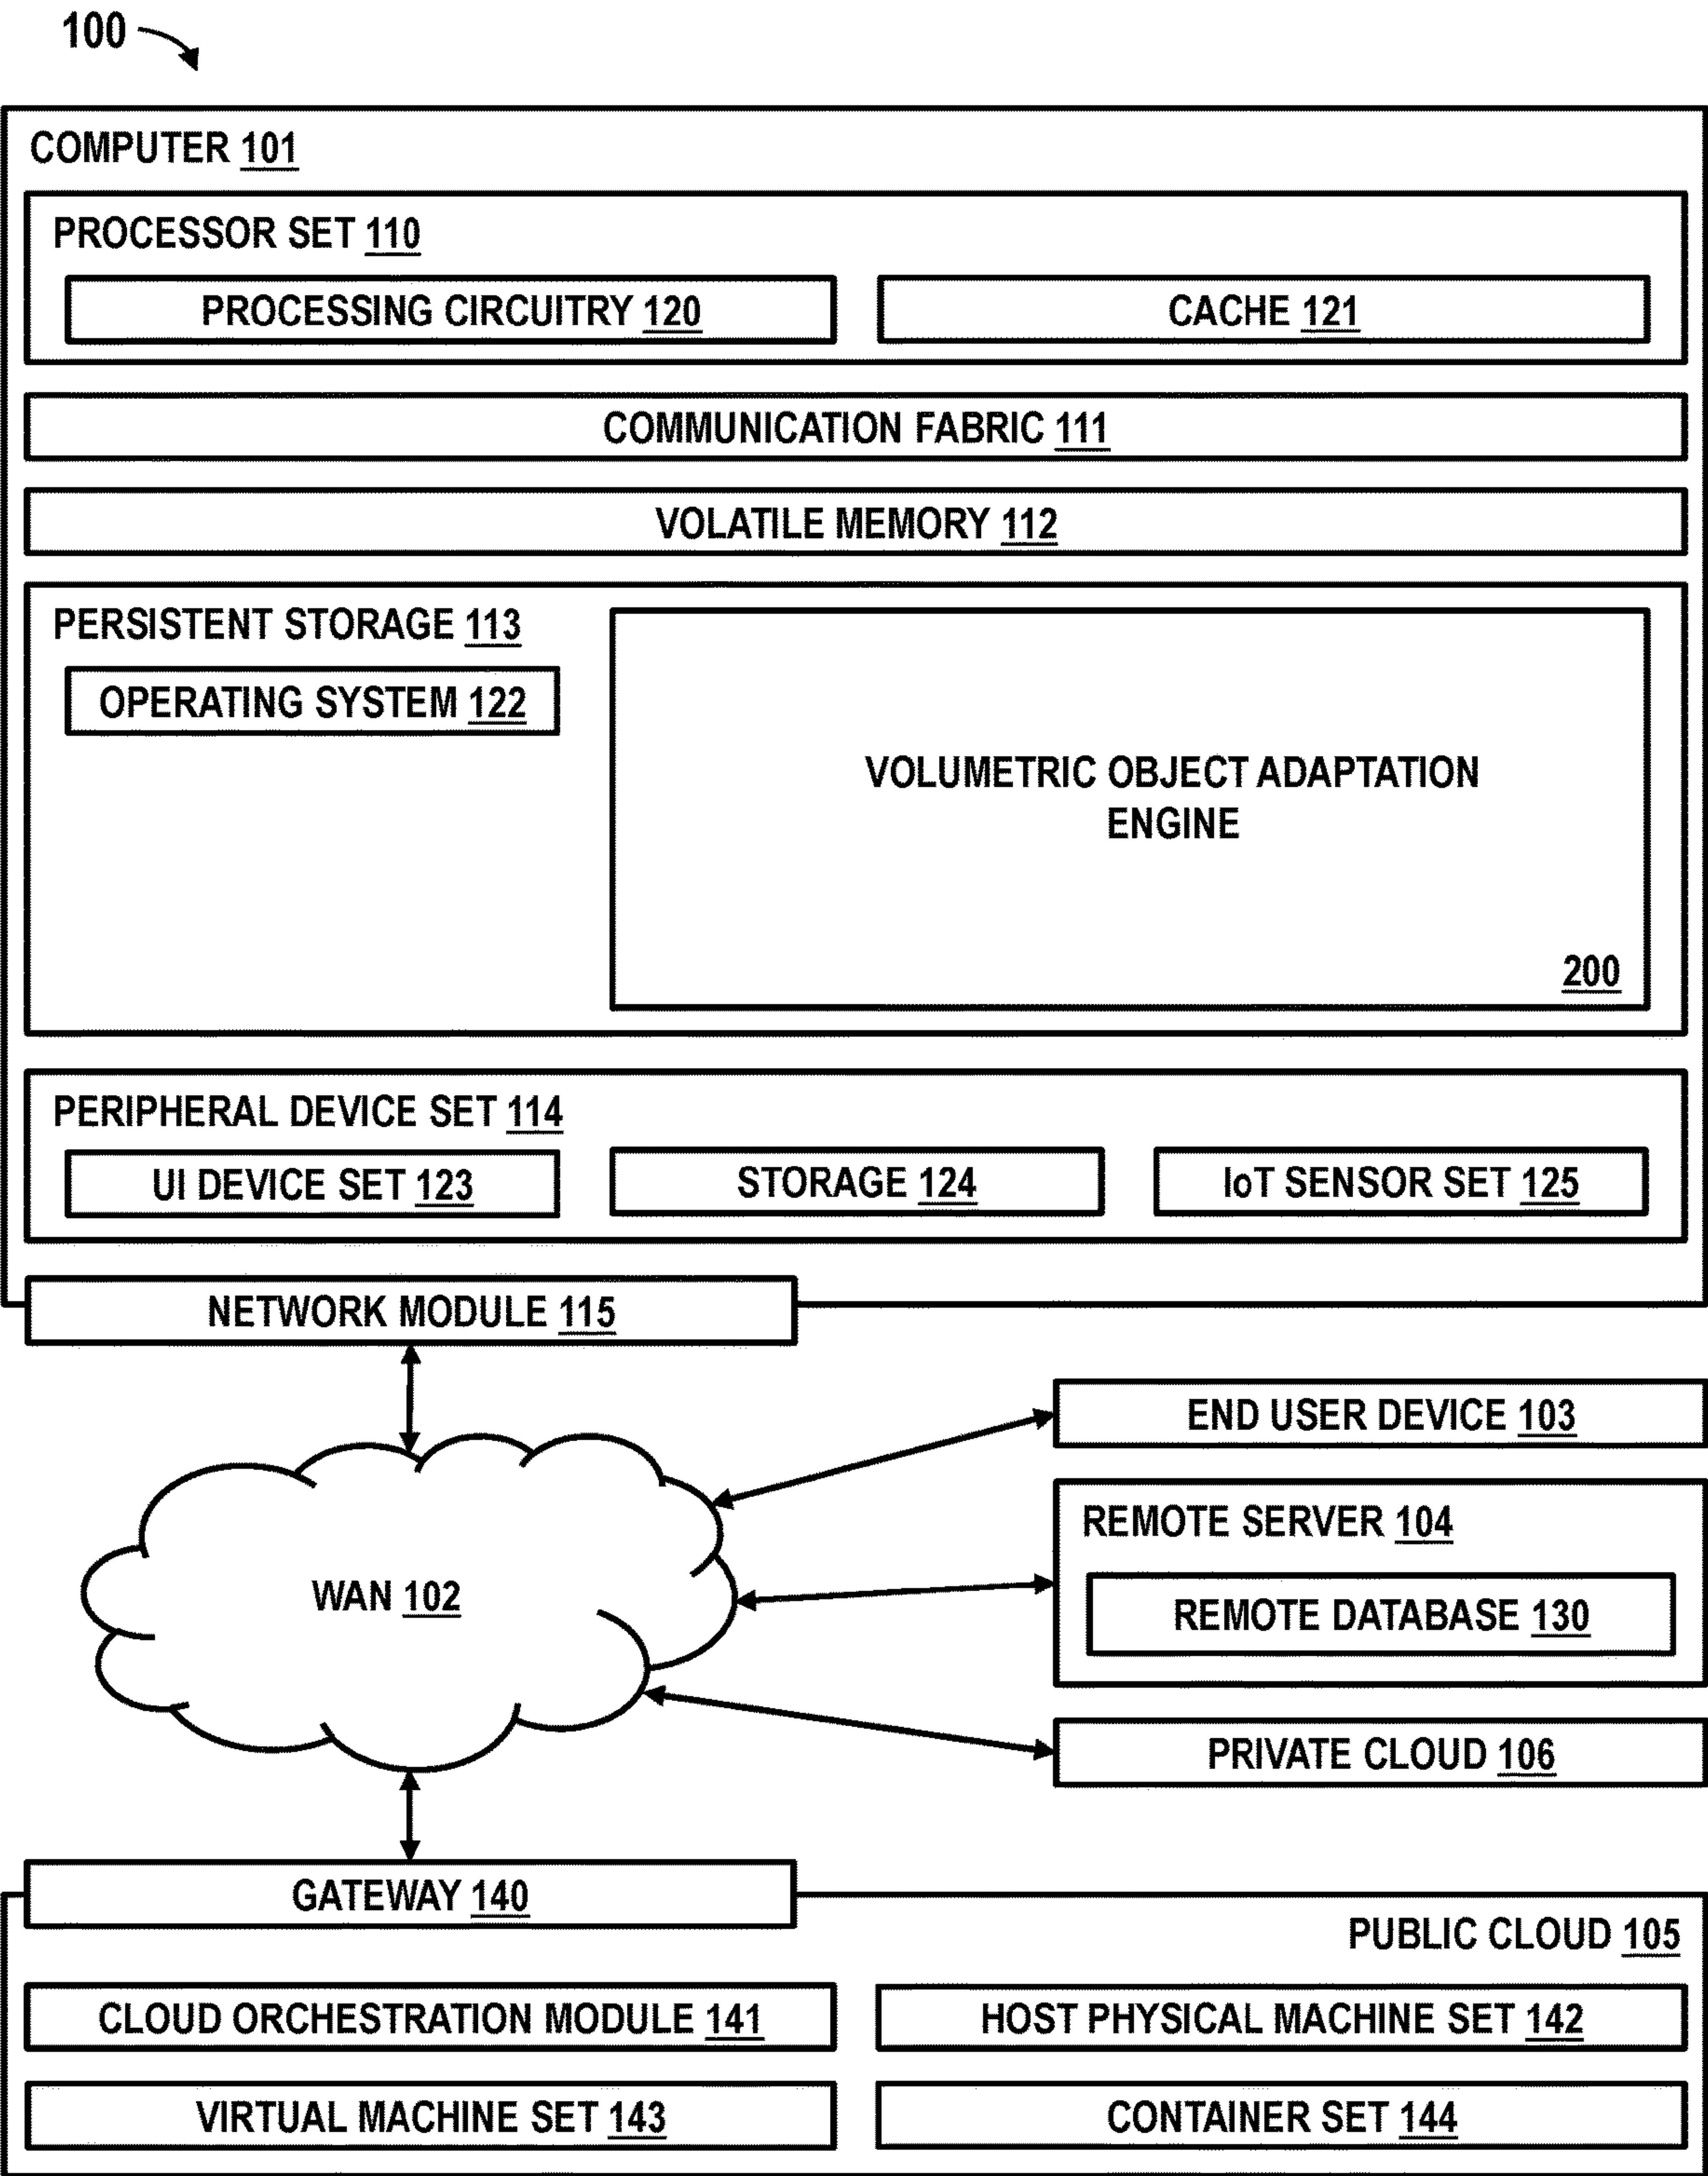 100
COMPUTER 101
PROCESSOR SET 110
PROCESSING CIRCUITRY 120
CACHE 121
COMMUNICATION FABRIC 111
VOLATILE MEMORY 112
PERSISTENT STORAGE 113
OPERATING SYSTEM 122
VOLUMETRIC OBJECT ADAPTATION
ENGINE
200
PERIPHERAL DEVICE SET 114
UI DEVICE SET 123
STORAGE 124
IoT SENSOR SET 125
NETWORK MODULE 115
END USER DEVICE 103
REMOTE SERVER 104
WAN 102
REMOTE DATABASE 130
PRIVATE CLOUD 106
GATEWAY 140
PUBLIC CLOUD 105
CLOUD ORCHESTRATION MODULE 141
HOST PHYSICAL MACHINE SET 142
VIRTUAL MACHINE SET 143
CONTAINER SET 144